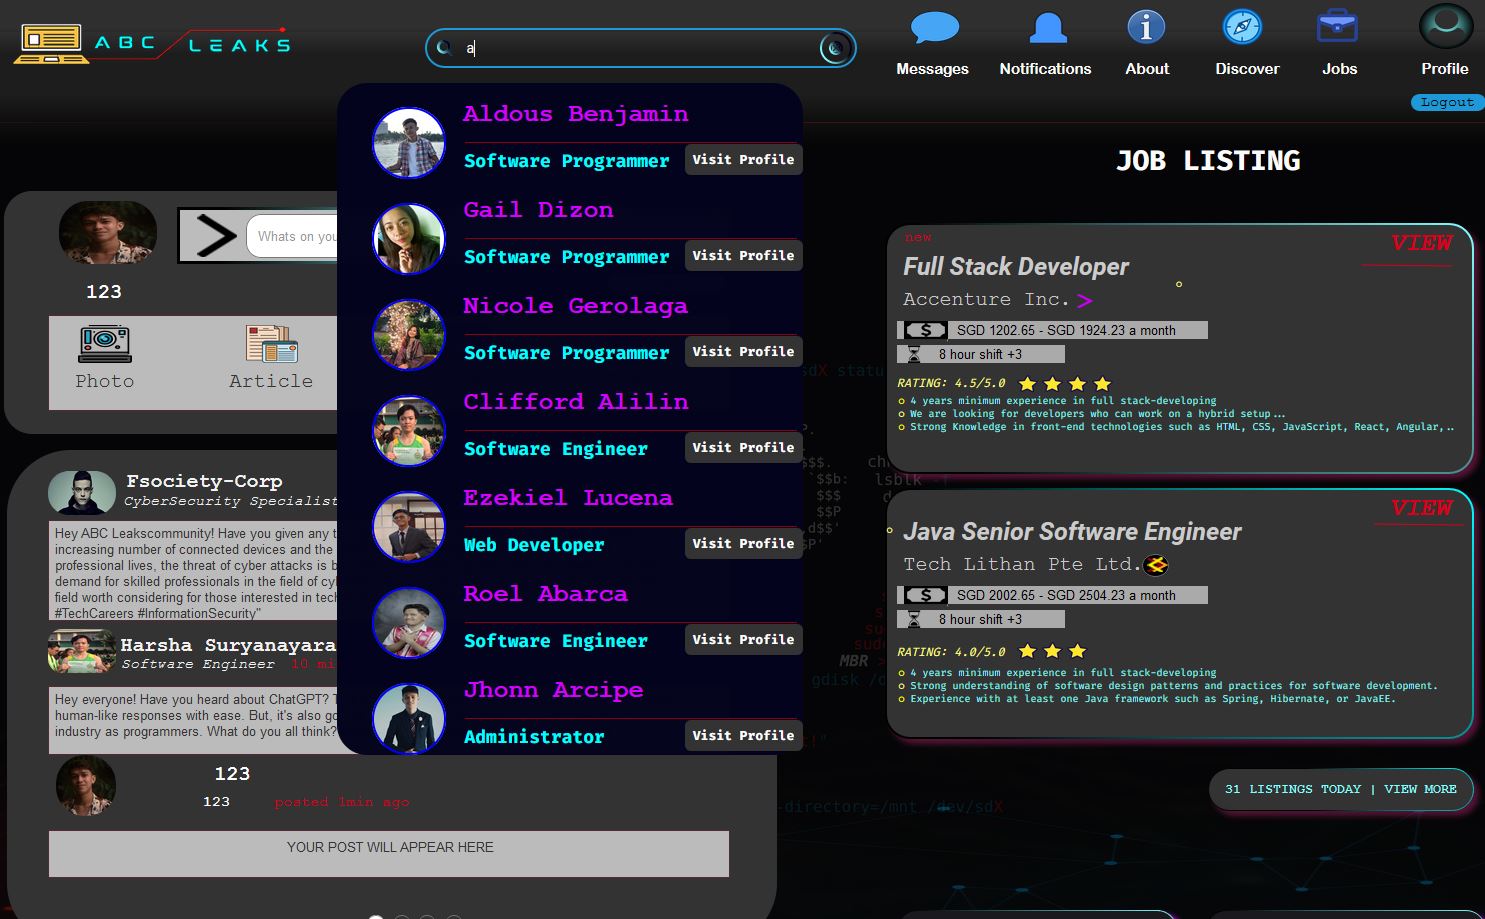 ABC LEAKS
a
Messages
Notifications
About
Discover
Jobs
Profile
Logout
Aldous Benjamin
Software Programmer
Visit Profile
Gail Dizon
Software Programmer
Visit Profile
Nicole Gerolaga
Software Programmer
Visit Profile
Clifford Alilin
Software Engineer
Visit Profile
Ezekiel Lucena
Web Developer
Visit Profile
Roel Abarca
Software Engineer
Visit Profile
Jhonn Arcipe
Administrator
Visit Profile
Whats on you
123
Photo
Article
Fsociety-Corp
CyberSecurity Specialist
Hey ABC Leakscommunity! Have you given any t
increasing number of connected devices and the
professional lives, the threat of cyber attacks is b
demand for skilled professionals in the field of cy
field worth considering for those interested in tech
#TechCareers #InformationSecurity"
Harsha Suryanayara
Software Engineer 10 mi
Hey everyone! Have you heard about ChatGPT? T
human-like responses with ease. But, it's also go
industry as programmers. What do you all think?
123
123 posted 1min ago
YOUR POST WILL APPEAR HERE
JOB LISTING
new
VIEW
Full Stack Developer
Accenture Inc.
SGD 1202.65 - SGD 1924.23 a month
8 hour shift +3
RATING: 4.5/5.0
4 years minimum experience in full stack-developing
We are looking for developers who can work on a hybrid setup...
Strong Knowledge in front-end technologies such as HTML, CSS, JavaScript, React, Angular,..
VIEW
Java Senior Software Engineer
Tech Lithan Pte Ltd.
SGD 2002.65 - SGD 2504.23 a month
8 hour shift +3
RATING: 4.0/5.0
4 years minimum experience in full stack-developing
Strong understanding of software design patterns and practices for software development.
Experience with at least one Java framework such as Spring, Hibernate, or JavaEE.
31 LISTINGS TODAY | VIEW MORE
sdX statu
$$$.
`$$b:
$$$
$$P
d$$'
$P'
lsblk -f
MBR >
gdisk /d
-directory=/mnt /dev/sdX